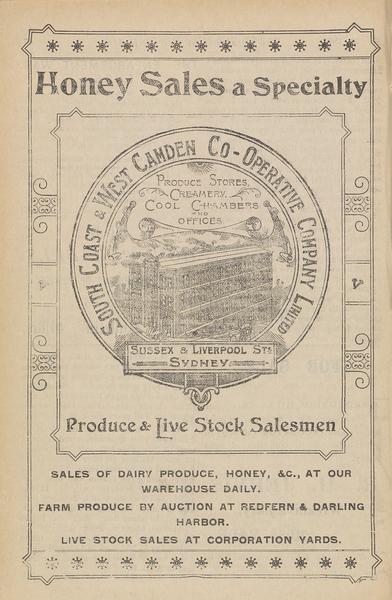 Honey Sales a Specialty
South Coast & West Camden Co-Operative Company Limited
Produce Stores,
Creamery,
Cool Chambers
and
Offices
Sussex & Liverpool Sts
Sydney
Produce & Live Stock Salesmen
SALES OF DAIRY PRODUCE, HONEY, &c., AT OUR
WAREHOUSE DAILY.
FARM PRODUCE BY AUCTION AT REDFERN & DARLING
HARBOR.
LIVE STOCK SALES AT CORPORATION YARDS.